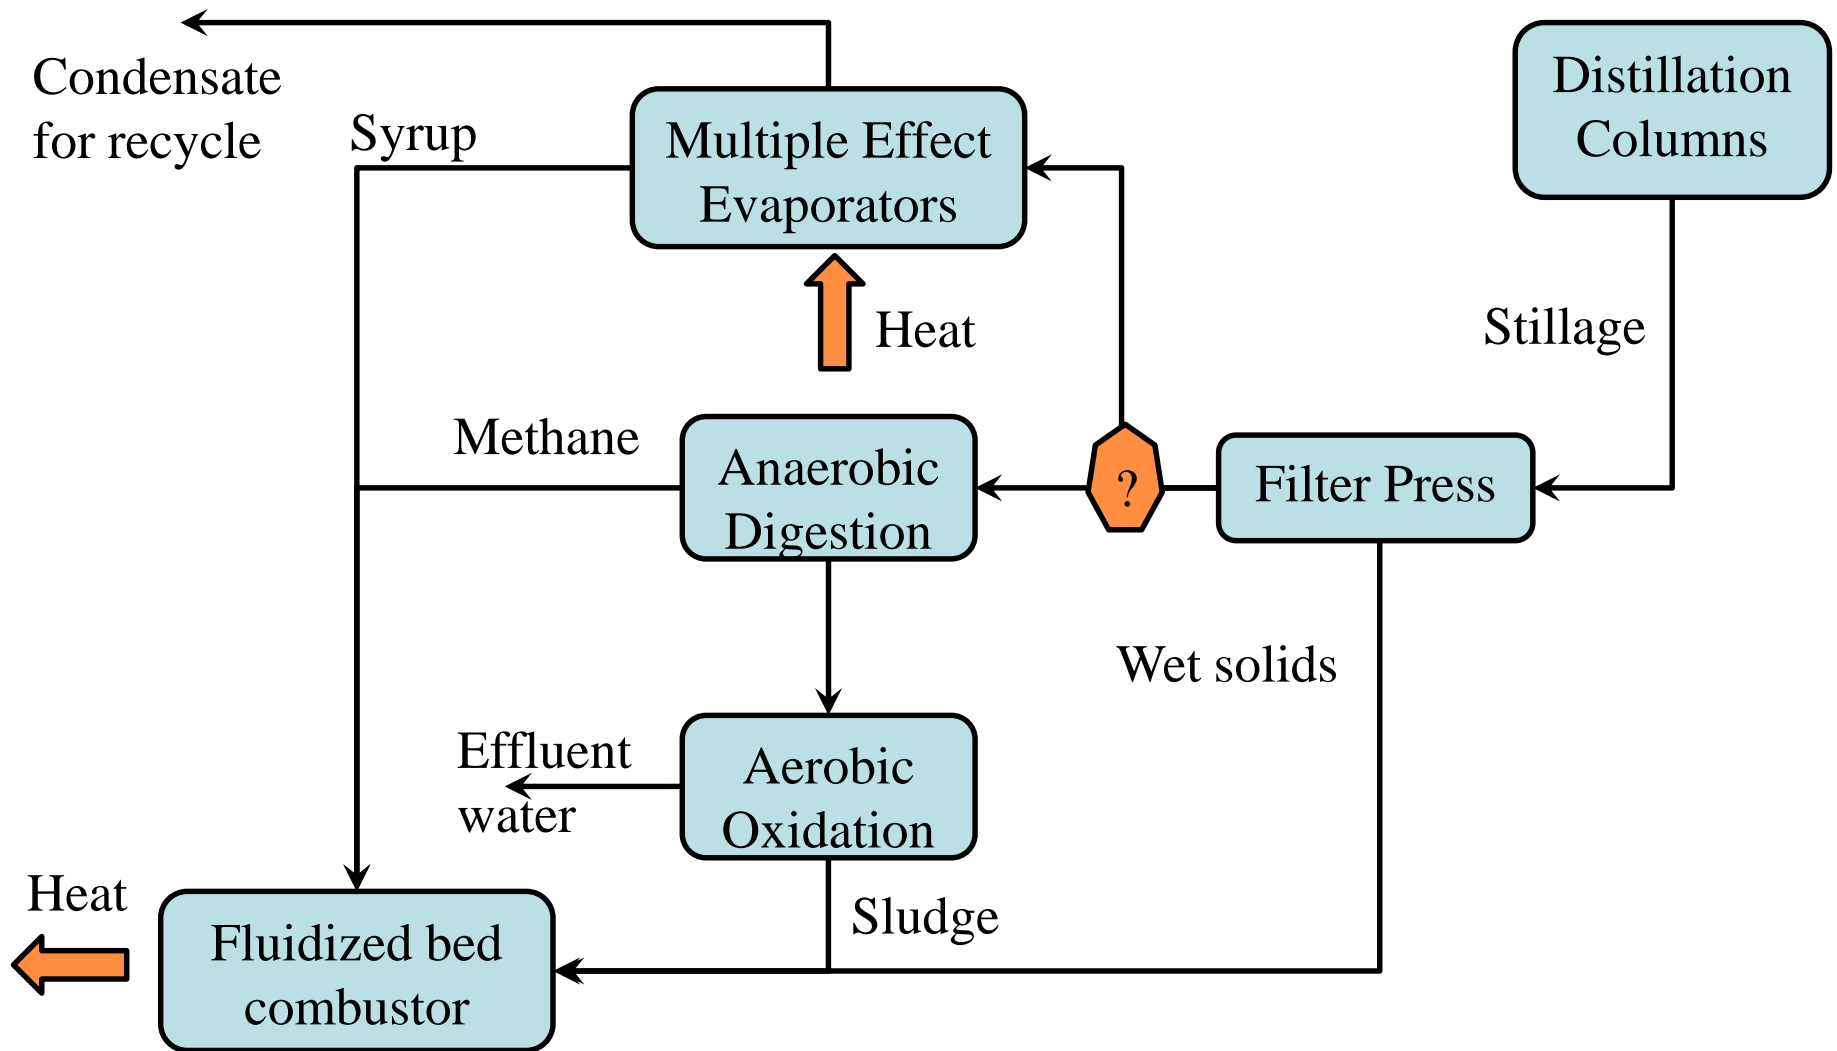 Condensate
for recycle
Syrup
Multiple Effect
Evaporators
Distillation
Columns
Heat
Stillage
Methane
Anaerobic
Digestion
?
Filter Press
Wet solids
Effluent
water
Aerobic
Oxidation
Heat
Sludge
Fluidized bed
combustor